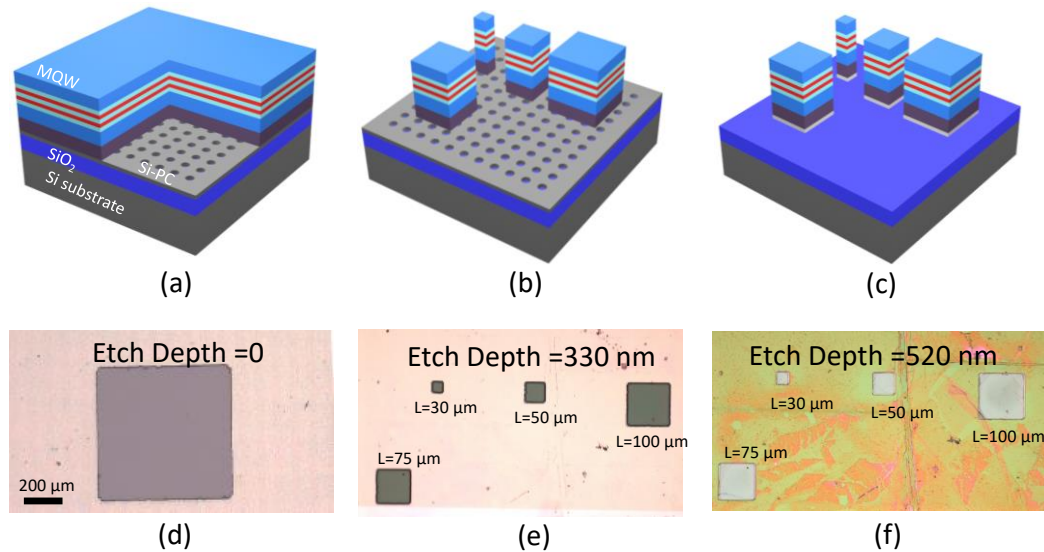 MQW
SiO2
Si-PC
Si substrate
(a)
(b)
(c)
Etch Depth =0
200 µm
(d)
Etch Depth =330 nm
L=30 µm
L=50 µm
L=100 µm
L=75 µm
(e)
Etch Depth =520 nm
L=30 µm
L=50 µm
L=100 µm
L=75 µm
(f)